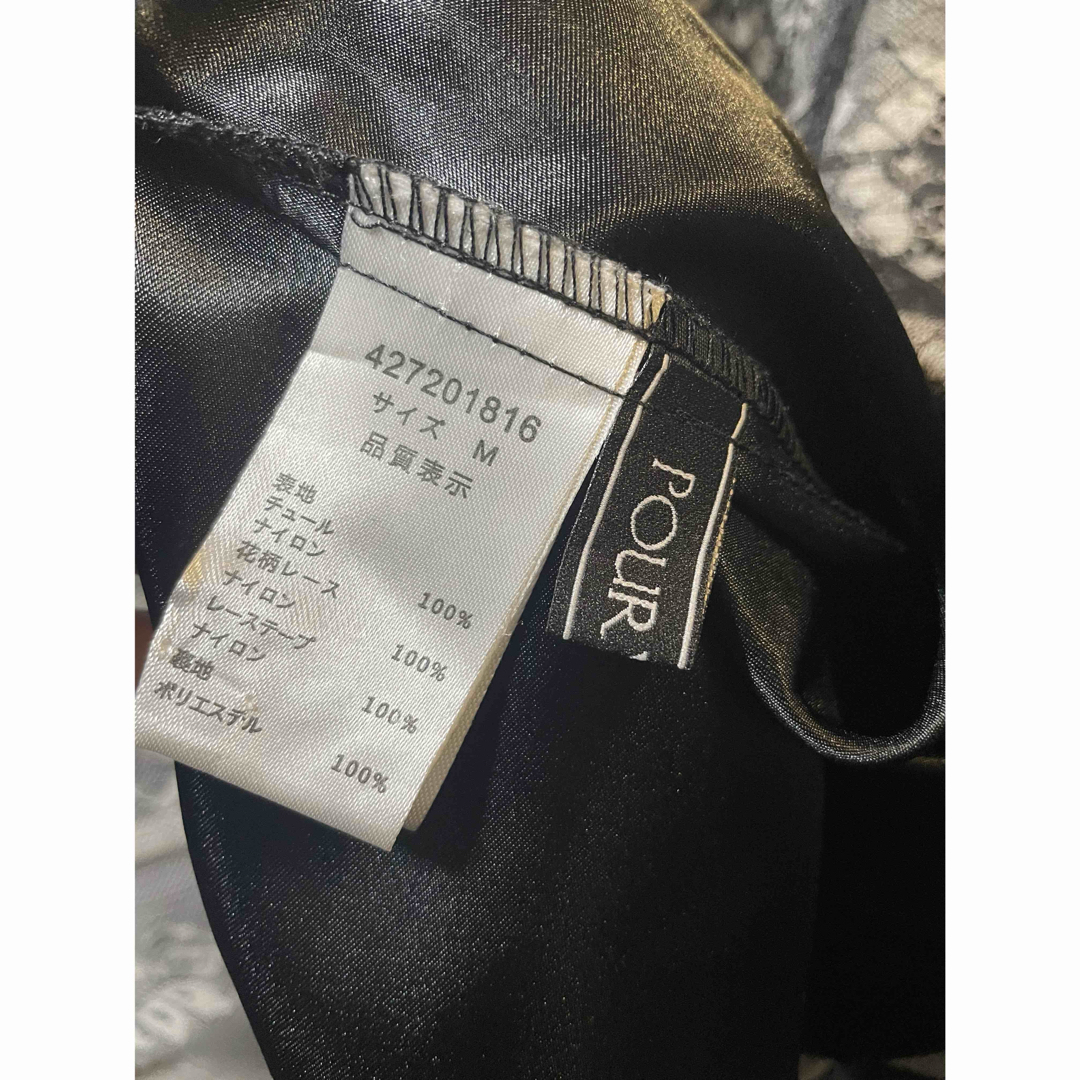 427201816
サイズ M
品質表示
表地
チュール
ナイロン 100%
花柄レース
ナイロン 100%
レーステープ
ナイロン 100%
裏地
ポリエステル 100%
POUR